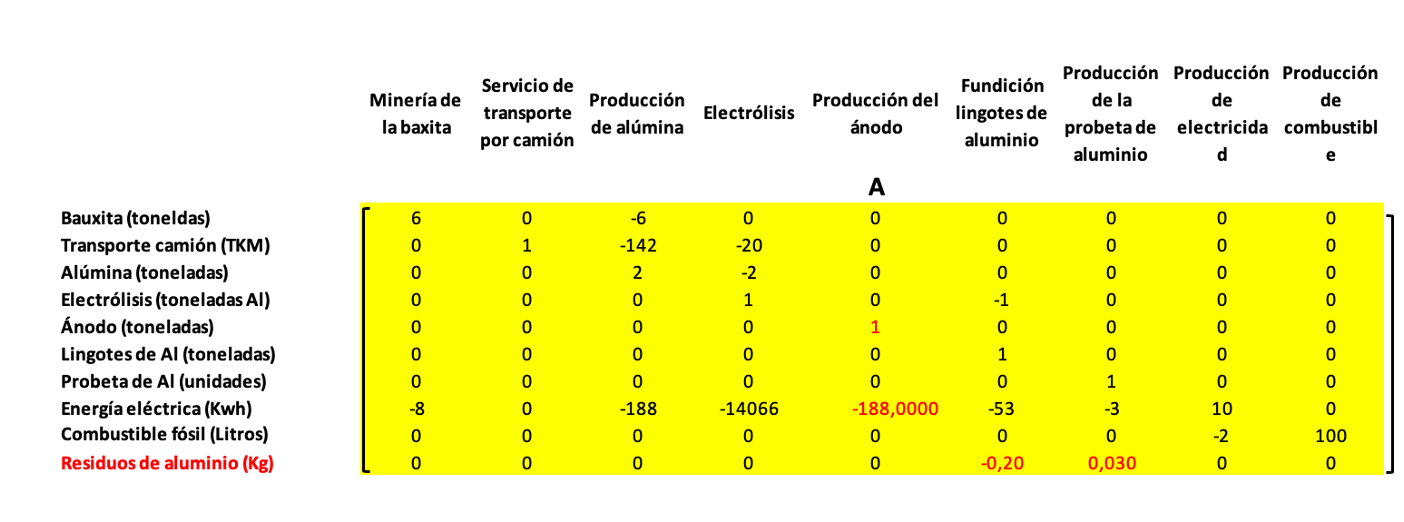 Minería de la baxita	Servicio de transporte por camión	Producción de alúmina	Electrólisis	Producción del ánodo	Fundición lingotes de aluminio	Producción de la probeta de aluminio	Producción de electricidad	Producción de combustible
A
Bauxita (toneldas)	6	0	-6	0	0	0	0	0	0
Transporte camión (TKM)	0	1	-142	-20	0	0	0	0	0
Alúmina (toneladas)	0	0	2	-2	0	0	0	0	0
Electrólisis (toneladas Al)	0	0	0	1	0	-1	0	0	0
Ánodo (toneladas)	0	0	0	0	1	0	0	0	0
Lingotes de Al (toneladas)	0	0	0	0	0	1	0	0	0
Probeta de Al (unidades)	0	0	0	0	0	0	1	0	0
Energía eléctrica (Kwh)	-8	0	-188	-14066	-188,0000	-53	-3	10	0
Combustible fósil (Litros)	0	0	0	0	0	0	0	-2	100
Residuos de aluminio (Kg)	0	0	0	0	0	-0,20	0,030	0	0